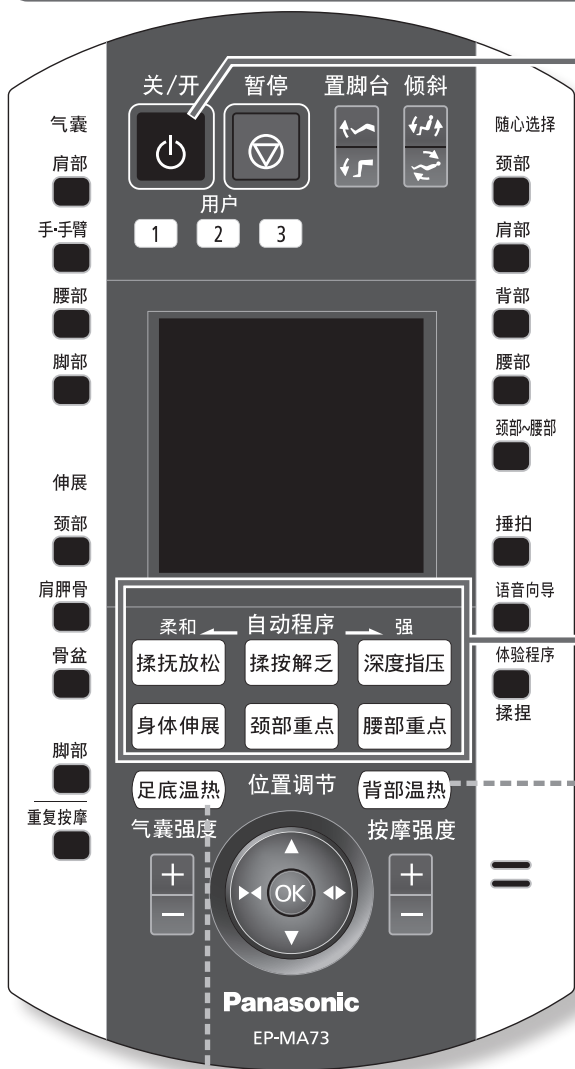 关/开 暂停 置脚台 倾斜
用户
1 2 3
气囊
肩部
手·手臂
腰部
脚部
伸展
颈部
肩胛骨
骨盆
脚部
重复按摩
随心选择
颈部
肩部
背部
腰部
颈部~腰部
捶拍
语音向导
体验程序
揉捏
柔和 自动程序 强
揉抚放松 揉按解乏 深度指压
身体伸展 颈部重点 腰部重点
足底温热 位置调节 背部温热
气囊强度 按摩强度
+ +
OK
− −
Panasonic
EP-MA73